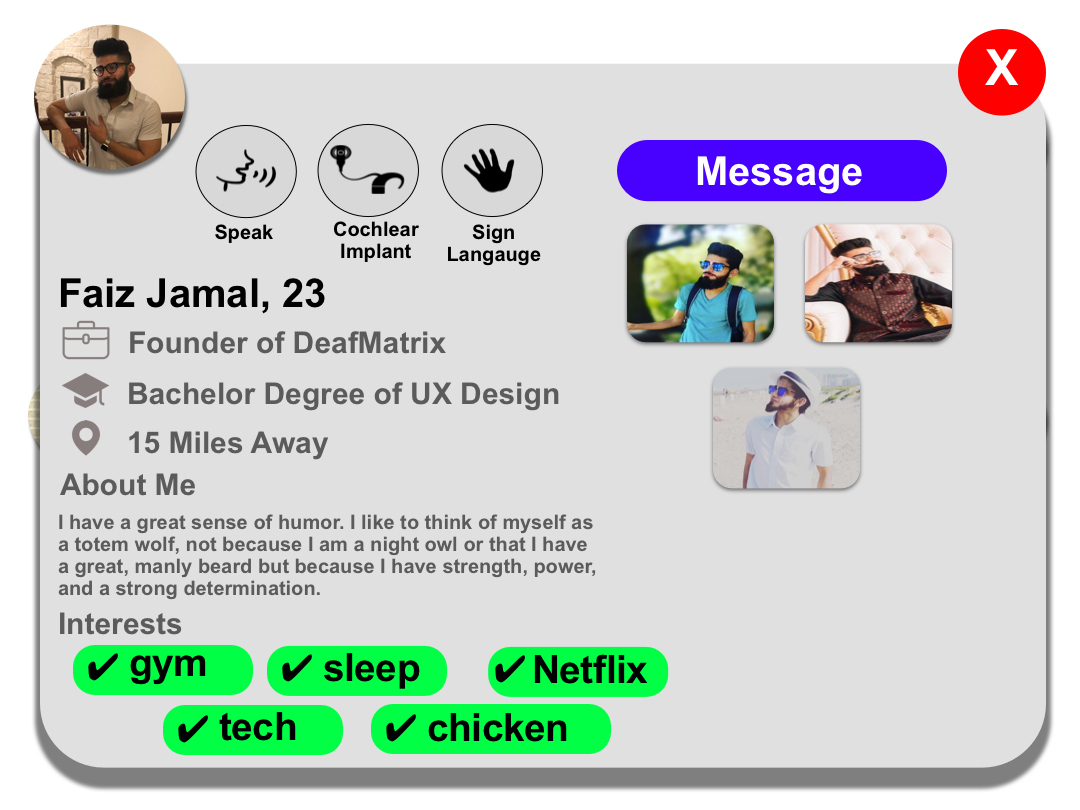 X
Message
Speak
Cochlear
Implant
Sign
Langauge
Faiz Jamal, 23
Founder of DeafMatrix
Bachelor Degree of UX Design
15 Miles Away
About Me
I have a great sense of humor. I like to think of myself as
a totem wolf, not because I am a night owl or that I have
a great, manly beard but because I have strength, power,
and a strong determination.
Interests
✔ gym
✔ sleep
✔ Netflix
✔ tech
✔ chicken